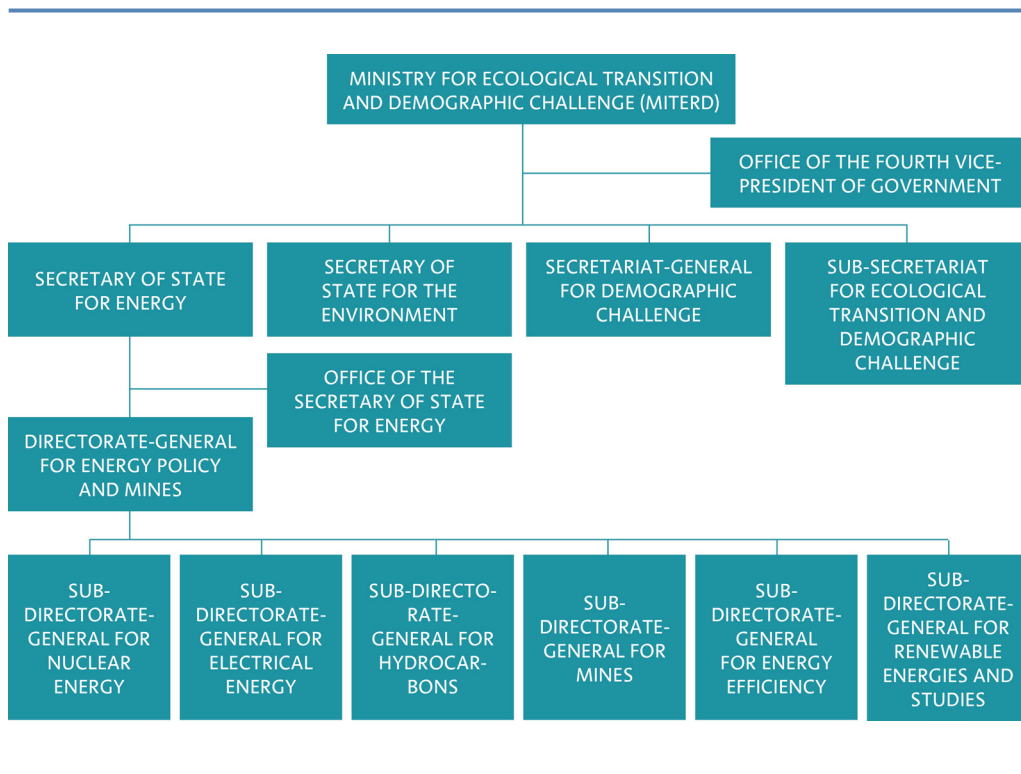 MINISTRY FOR ECOLOGICAL TRANSITION
AND DEMOGRAPHIC CHALLENGE (MITERD)
OFFICE OF THE FOURTH VICE-
PRESIDENT OF GOVERNMENT
SECRETARY OF STATE
FOR ENERGY
SECRETARY OF
STATE FOR THE
ENVIRONMENT
SECRETARIAT-GENERAL
FOR DEMOGRAPHIC
CHALLENGE
SUB-SECRETARIAT
FOR ECOLOGICAL
TRANSITION AND
DEMOGRAPHIC
CHALLENGE
OFFICE OF THE
SECRETARY OF STATE
FOR ENERGY
DIRECTORATE-GENERAL
FOR ENERGY POLICY
AND MINES
SUB-
DIRECTORATE-
GENERAL FOR
NUCLEAR
ENERGY
SUB-
DIRECTORATE-
GENERAL FOR
ELECTRICAL
ENERGY
SUB-DIRECTO-
RATE-
GENERAL FOR
HYDROCAR-
BONS
SUB-
DIRECTORATE-
GENERAL FOR
MINES
SUB-
DIRECTORATE-
GENERAL
FOR ENERGY
EFFICIENCY
SUB-
DIRECTORATE-
GENERAL FOR
RENEWABLE
ENERGIES AND
STUDIES